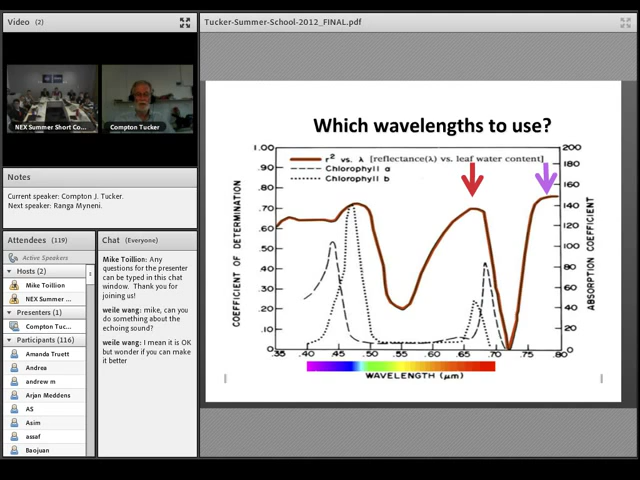 Video (2)
NEX Summer Short Co...
Compton Tucker
Notes
Current speaker: Compton J. Tucker.
Next speaker: Ranga Myneni.
Attendees (119)
Active Speakers
Hosts (2)
Mike Toillion
NEX Summer ...
Presenters (1)
Compton Tuc...
Participants (116)
Amanda Truett
Andrea
andrew m
Arjan Meddens
AS
Asim
assaf
Baojuan
Chat (Everyone)
Mike Toillion: Any
questions for the presenter
can be typed in this chat
window. Thank you for
joining us!
weile wang: mike, can you
do something about the
echoing sound?
weile wang: I mean it is OK
but wonder if you can make
it better
Tucker-Summer-School-2012_FINAL.pdf
Which wavelengths to use?
r² vs. λ [reflectance(λ) vs. leaf water content]
Chlorophyll a
Chlorophyll b
COEFFICIENT OF DETERMINATION
1.00
.90
.80
.70
.60
.50
.40
.30
.20
.10
0
200
180
160
140
120
100
80
60
40
20
0
ABSORPTION COEFFICIENT
.35 .40 .45 .50 .55 .60 .65 .70 .75 .80
WAVELENGTH (μm)